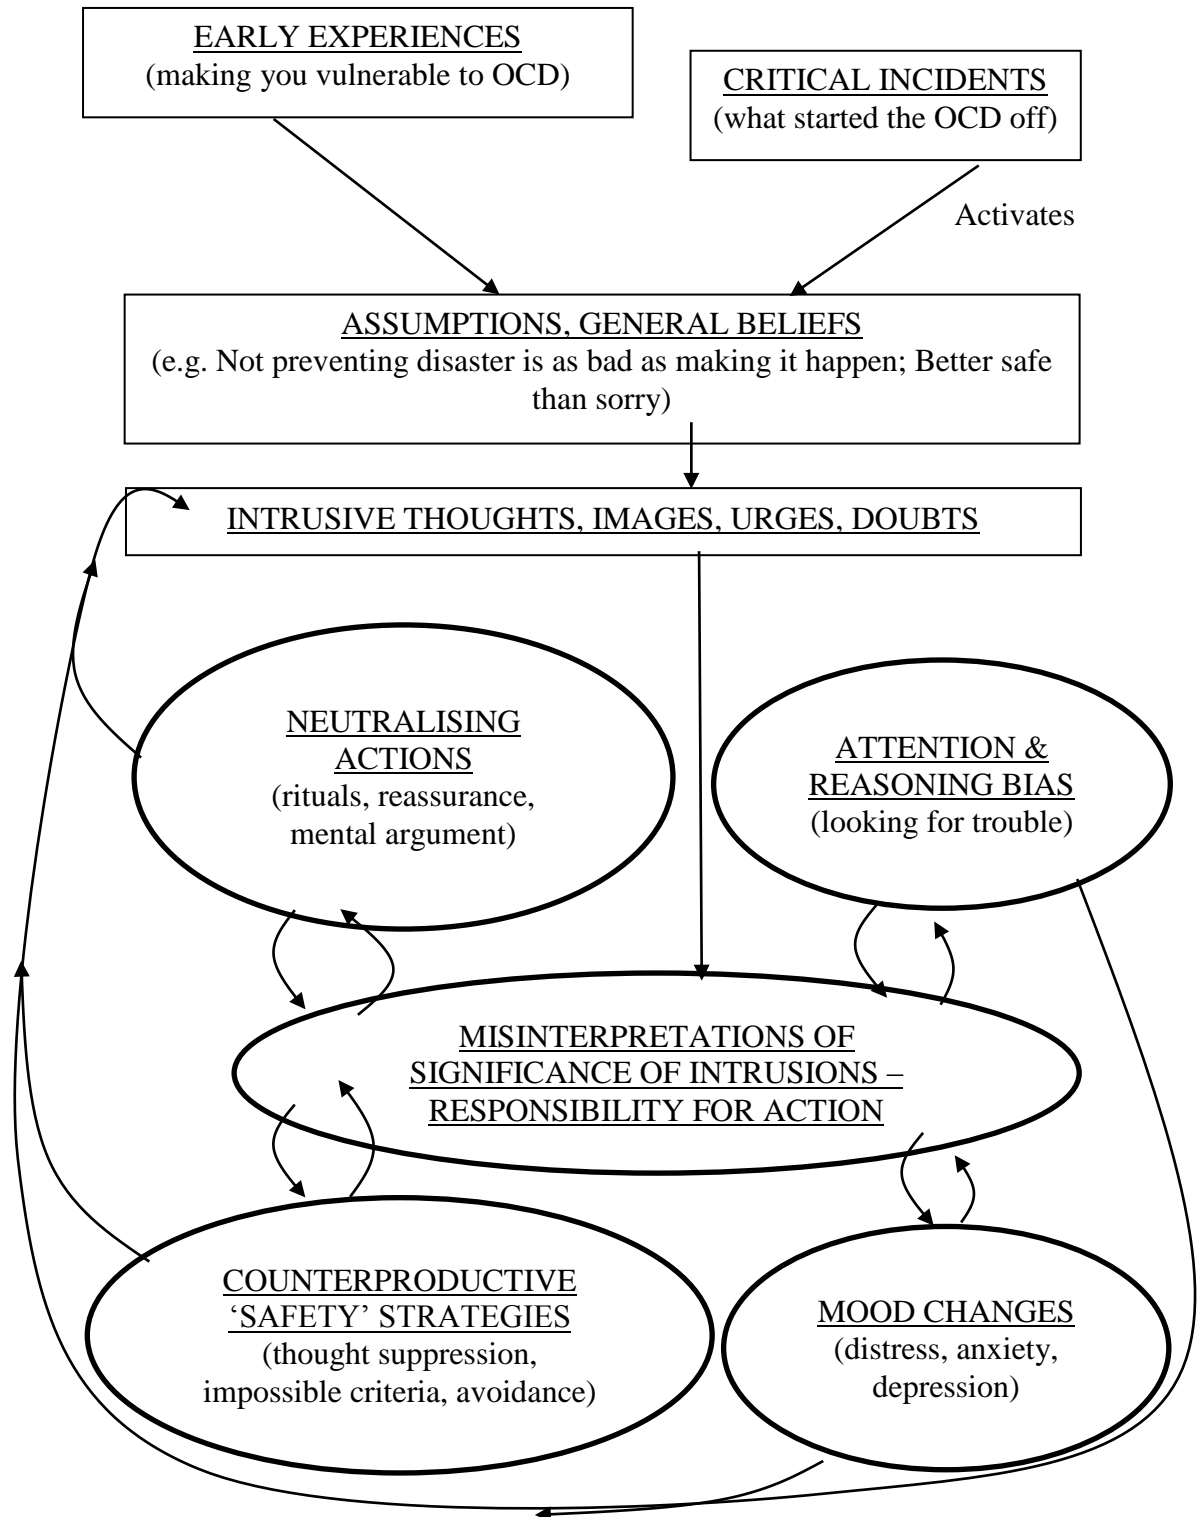 EARLY EXPERIENCES
(making you vulnerable to OCD)
CRITICAL INCIDENTS
(what started the OCD off)
Activates
ASSUMPTIONS, GENERAL BELIEFS
(e.g. Not preventing disaster is as bad as making it happen; Better safe
than sorry)
INTRUSIVE THOUGHTS, IMAGES, URGES, DOUBTS
NEUTRALISING
ACTIONS
(rituals, reassurance,
mental argument)
ATTENTION &
REASONING BIAS
(looking for trouble)
MISINTERPRETATIONS OF
SIGNIFICANCE OF INTRUSIONS –
RESPONSIBILITY FOR ACTION
COUNTERPRODUCTIVE
‘SAFETY’ STRATEGIES
(thought suppression,
impossible criteria, avoidance)
MOOD CHANGES
(distress, anxiety,
depression)